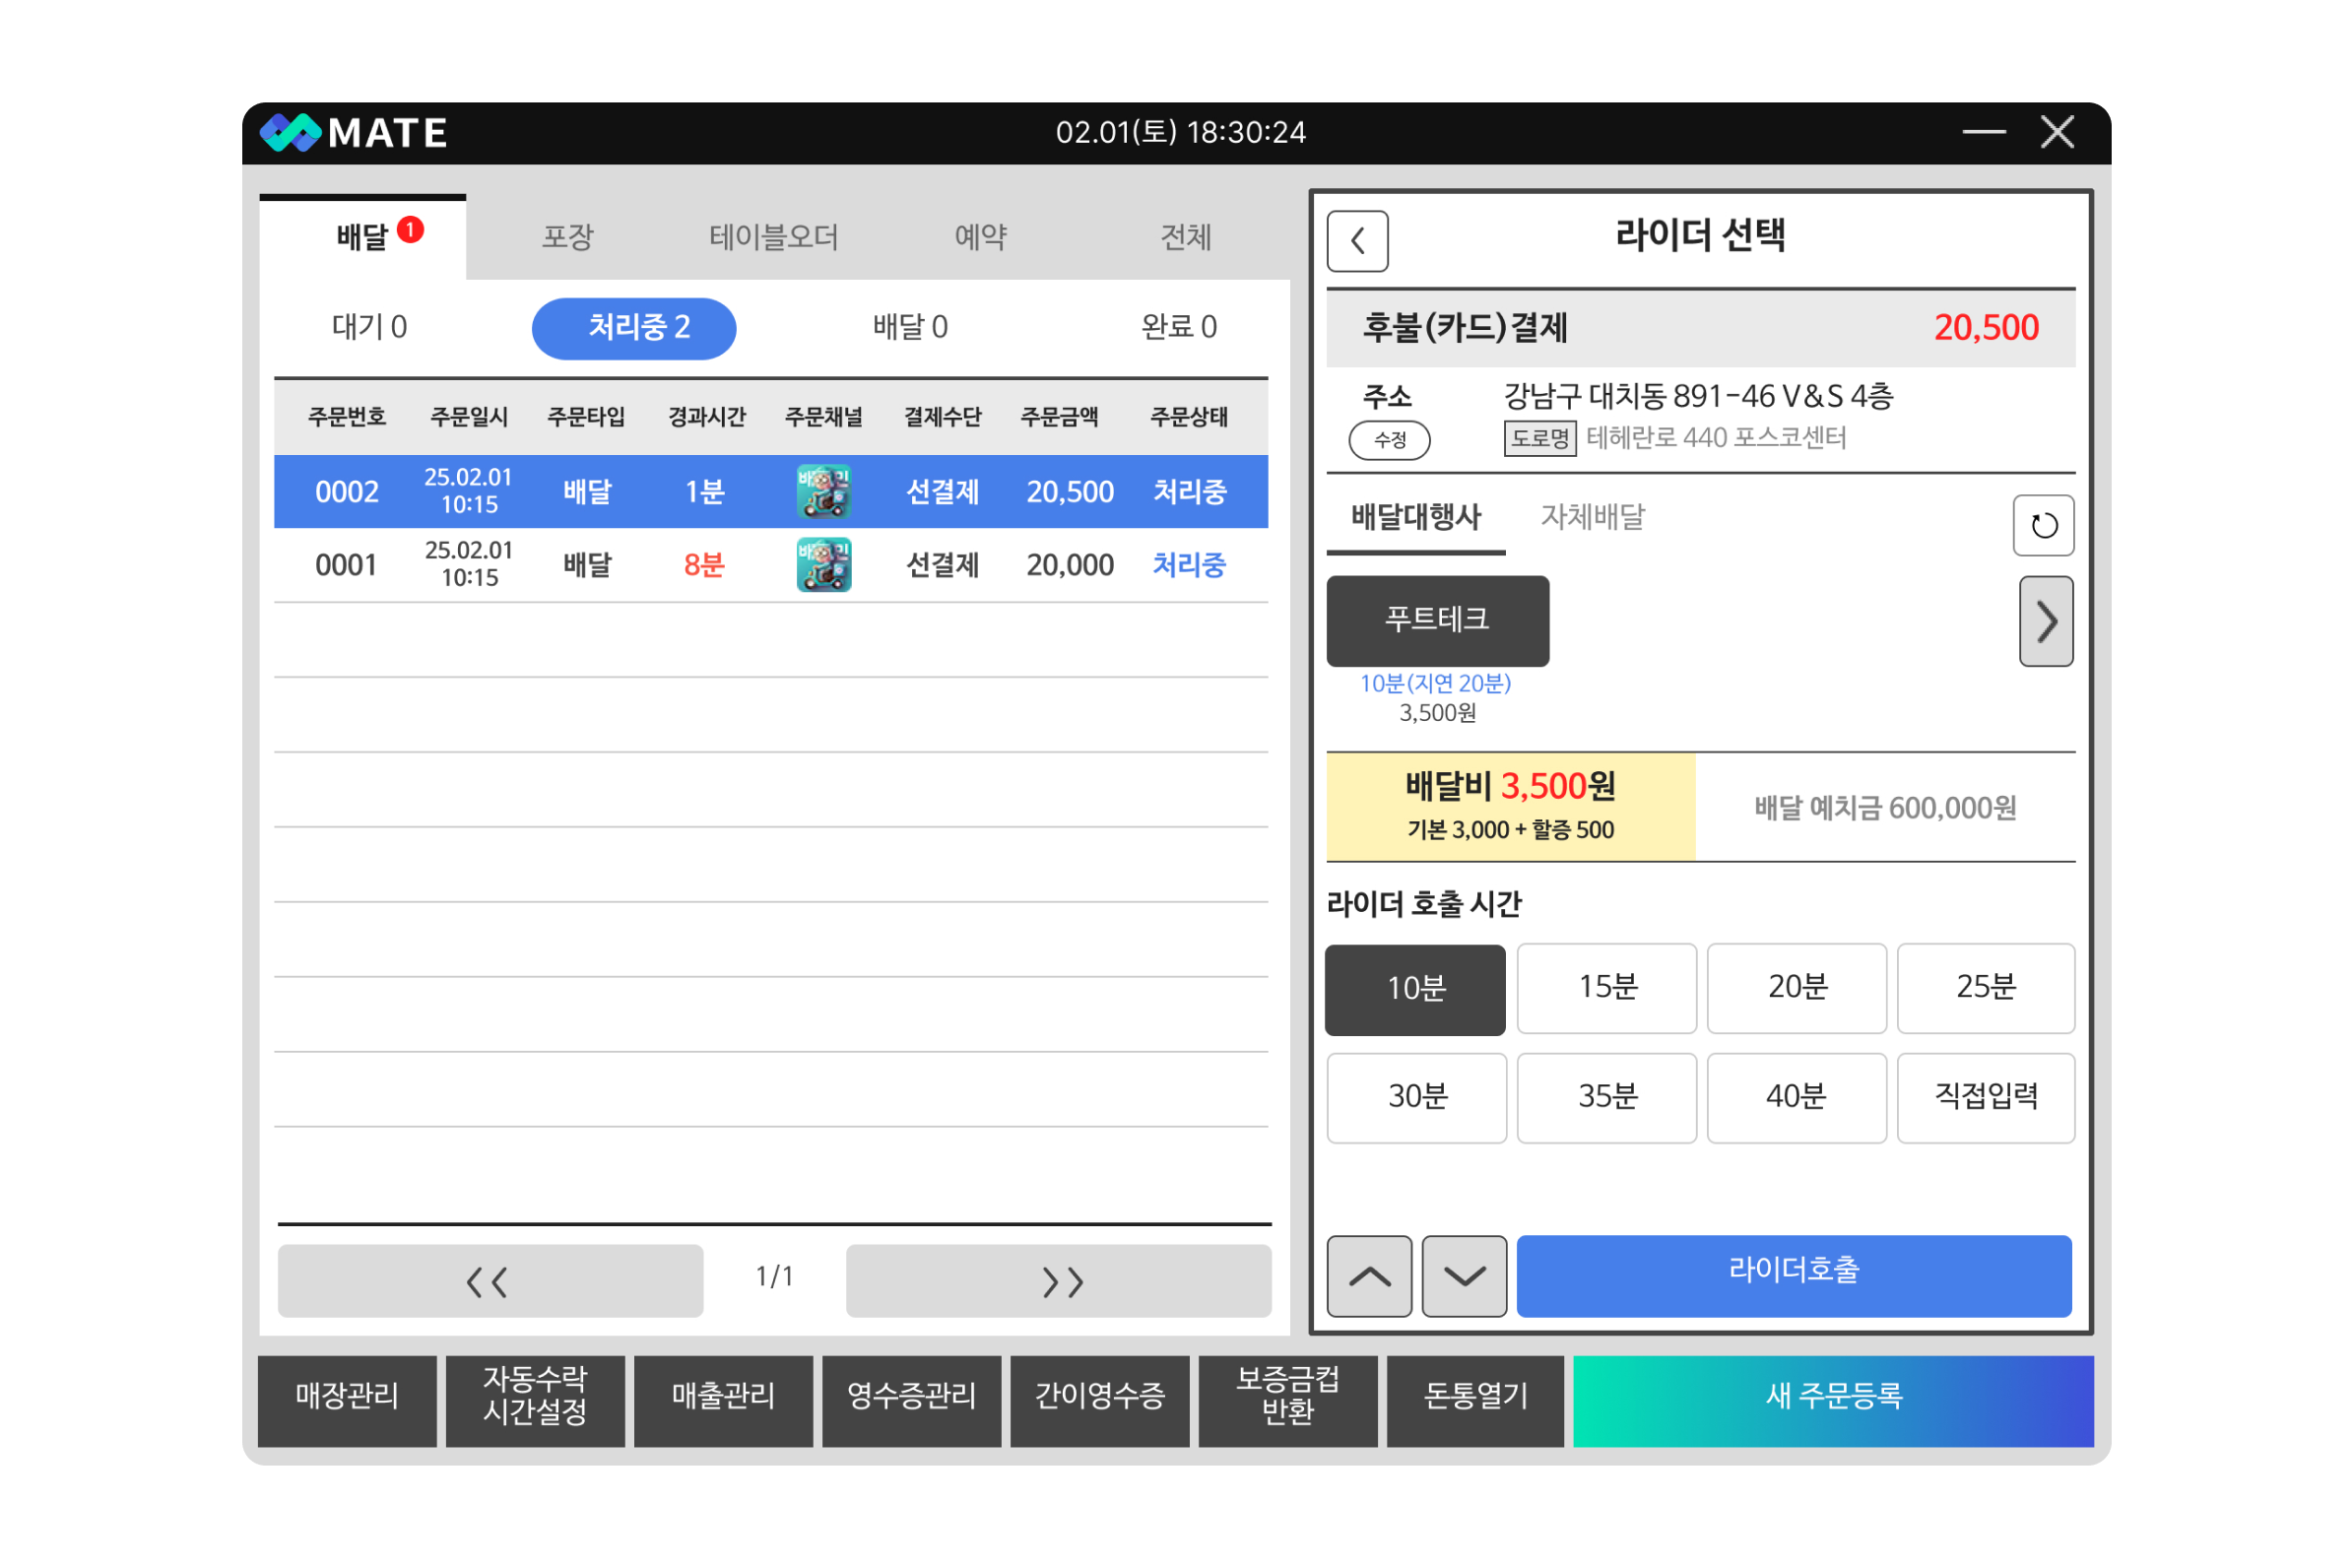 MATE
02.01(토) 18:30:24
배달 1
포장
테이블오더
예약
전체
대기 0
처리중 2
배달 0
완료 0
주문번호 주문일시 주문타입 경과시간 주문채널 결제수단 주문금액 주문상태
0002 25.02.01 10:15 배달 1분 선결제 20,500 처리중
0001 25.02.01 10:15 배달 8분 선결제 20,000 처리중
1/1
라이더 선택
후불(카드)결제 20,500
주소 강남구 대치동 891-46 V&S 4층
수정 도로명 테헤란로 440 포스코센터
배달대행사 자체배달
푸트테크
10분(지연 20분)
3,500원
배달비 3,500원
기본 3,000 + 할증 500
배달 예치금 600,000원
라이더 호출 시간
10분 15분 20분 25분
30분 35분 40분 직접입력
라이더호출
매장관리
자동수락
시간설정
매출관리
영수증관리
간이영수증
보증금컵
반환
돈통열기
새 주문등록